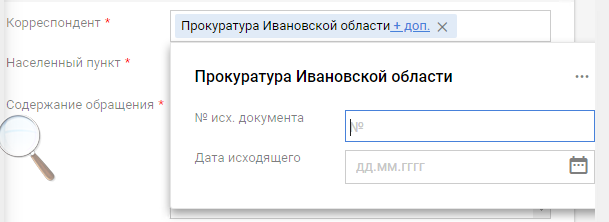 Корреспондент *
Прокуратура Ивановской области + доп.
Населенный пункт *
Прокуратура Ивановской области
Содержание обращения *
№ исх. документа
№
Дата исходящего
ДД.ММ.ГГГГ